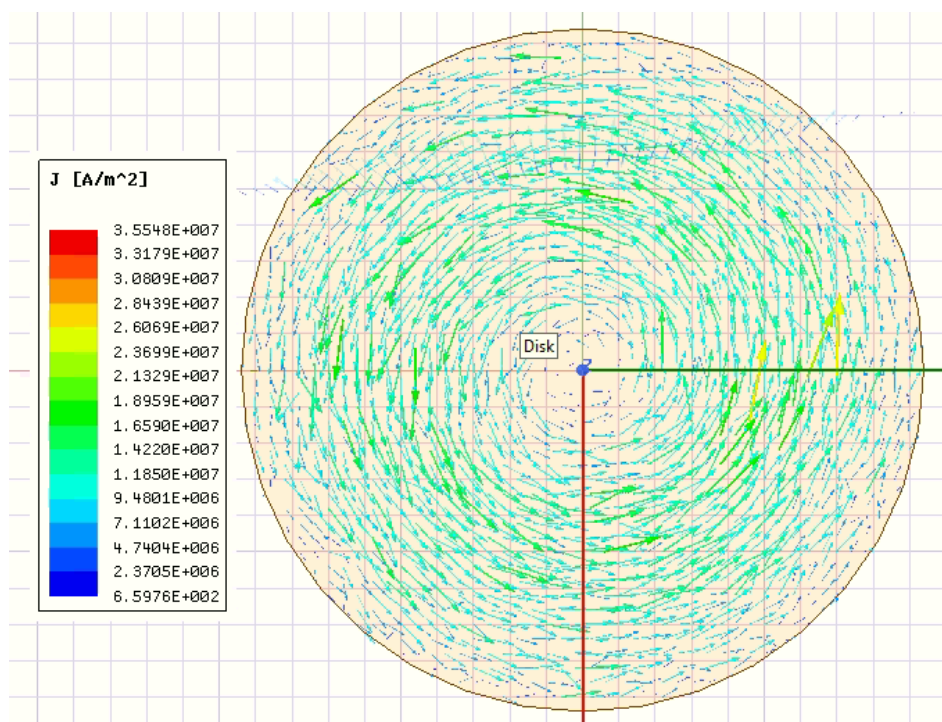 J [A/m^2]
3.5548E+007
3.3179E+007
3.0809E+007
2.8439E+007
2.6069E+007
2.3699E+007
2.1329E+007
1.8959E+007
1.6590E+007
1.4220E+007
1.1850E+007
9.4801E+006
7.1102E+006
4.7404E+006
2.3705E+006
6.5976E+002
Disk